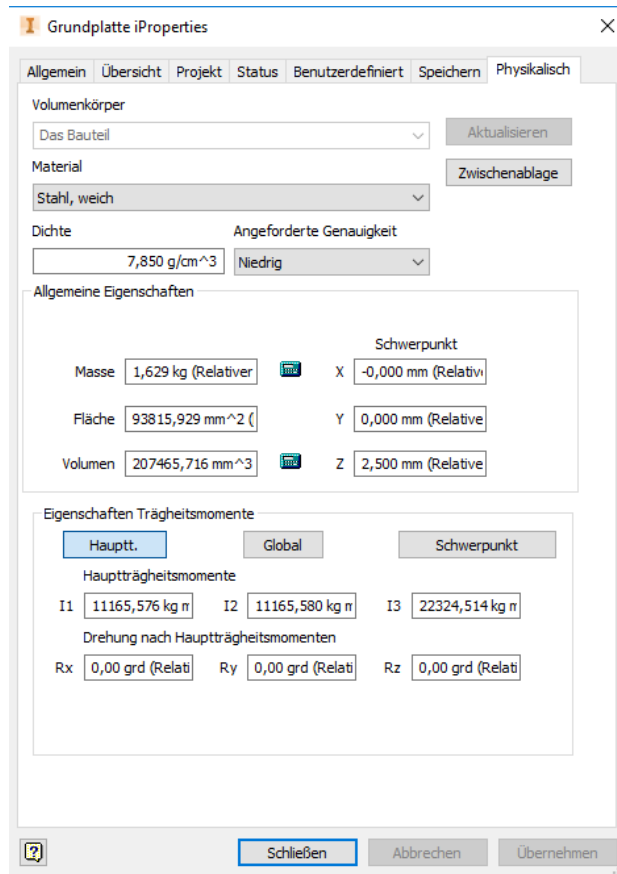 Grundplatte iProperties
Allgemein Übersicht Projekt Status Benutzerdefiniert Speichern Physikalisch
Volumenkörper
Das Bauteil Aktualisieren
Material Zwischenablage
Stahl, weich
Dichte Angeforderte Genauigkeit
7,850 g/cm^3 Niedrig
Allgemeine Eigenschaften
Schwerpunkt
Masse 1,629 kg (Relativer X -0,000 mm (Relativ
Fläche 93815,929 mm^2 ( Y 0,000 mm (Relative
Volumen 207465,716 mm^3 Z 2,500 mm (Relative
Eigenschaften Trägheitsmomente
Hauptt. Global Schwerpunkt
Hauptträgheitsmomente
I1 11165,576 kg m I2 11165,580 kg m I3 22324,514 kg m
Drehung nach Hauptträgheitsmomenten
Rx 0,00 grd (Relati Ry 0,00 grd (Relati Rz 0,00 grd (Relati
? Schließen Abbrechen Übernehmen